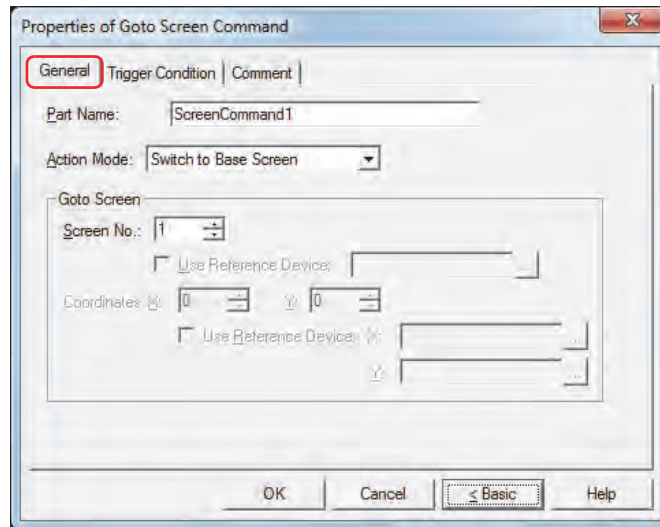 Properties of Goto Screen Command
General Trigger Condition Comment
Part Name: ScreenCommand1
Action Mode: Switch to Base Screen
Goto Screen
Screen No.: 1
Use Reference Device:
...
Coordinates X: 0 Y: 0
Use Reference Device: X:
...
Y:
...
OK Cancel < Basic Help